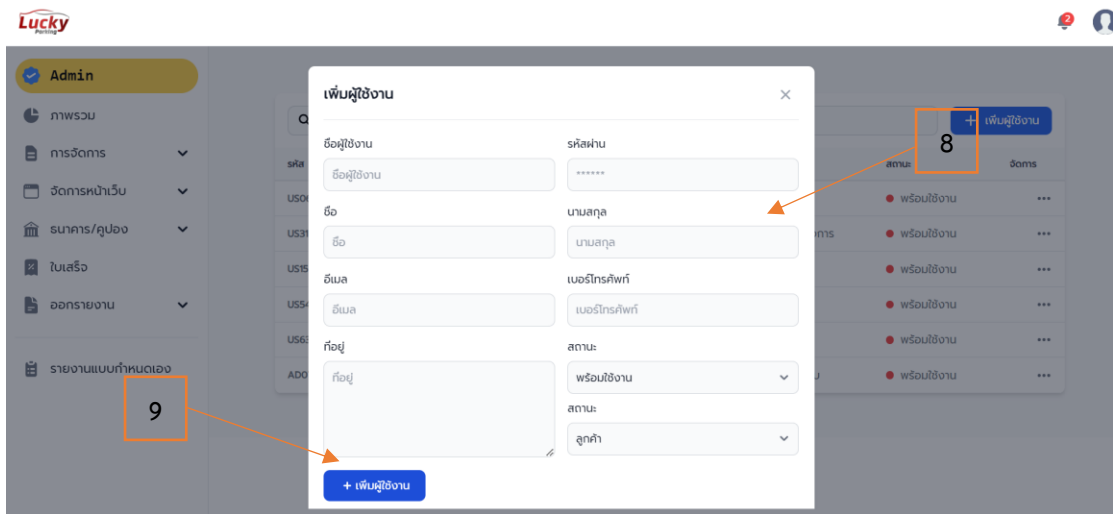 Lucky
Parking
2
Admin
ภาพรวม
การจัดการ
จัดการหน้าเว็บ
ธนาคาร/คูปอง
ใบเสร็จ
ออกรายงาน
รายงานแบบกำหนดเอง
9
เพิ่มผู้ใช้งาน
ชื่อผู้ใช้งาน
รหัสผ่าน
ชื่อผู้ใช้งาน
******
ชื่อ
นามสกุล
ชื่อ
นามสกุล
อีเมล
เบอร์โทรศัพท์
อีเมล
เบอร์โทรศัพท์
ที่อยู่
สถานะ
ที่อยู่
พร้อมใช้งาน
สถานะ
ลูกค้า
+ เพิ่มผู้ใช้งาน
+ เพิ่มผู้ใช้งาน
8
รหัส
สถานะ
จัดการ
พร้อมใช้งาน
US31
พร้อมใช้งาน
US15
พร้อมใช้งาน
US54
พร้อมใช้งาน
US63
พร้อมใช้งาน
พร้อมใช้งาน